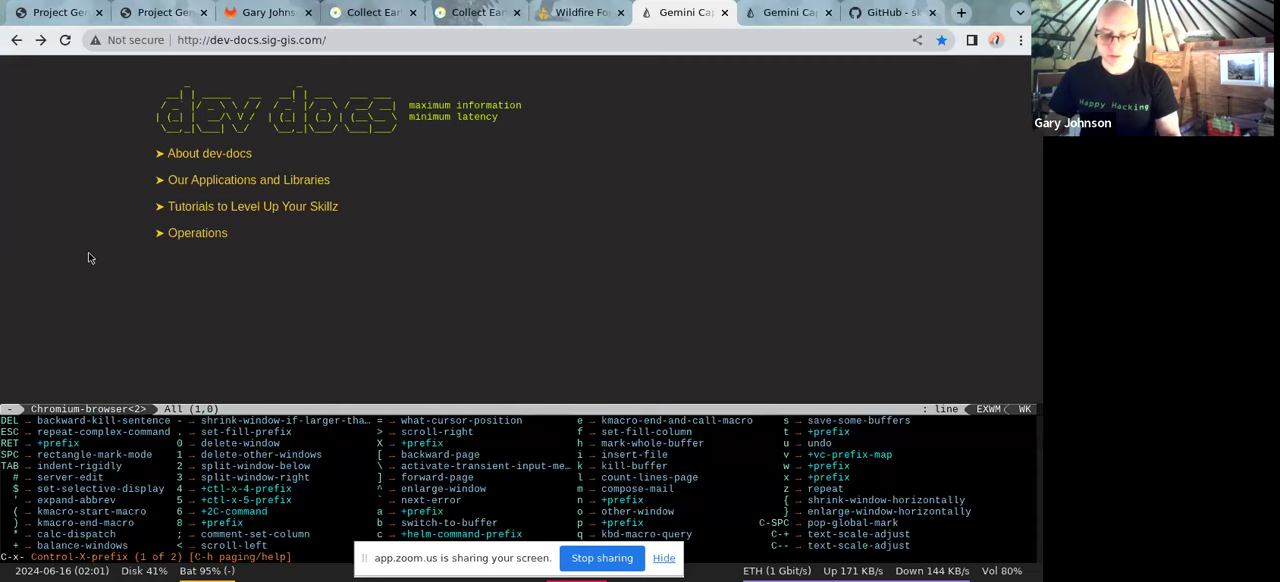 Project Ger
Project Ger
Gary Johns
Collect Ear
Collect Ear
Wildfire Fo
Gemini Ca
Gemini Ca
GitHub - s
Not secure http://dev-docs.sig-gis.com/
dev docs
maximum information
minimum latency
➤ About dev-docs
➤ Our Applications and Libraries
➤ Tutorials to Level Up Your Skillz
➤ Operations
Happy Hacking
Gary Johnson
- Chromium-browser<2> All (1,0) : line EXWM WK
DEL → backward-kill-sentence - → shrink-window-if-larger-tha… = → what-cursor-position e → kmacro-end-and-call-macro s → save-some-buffers
ESC → repeat-complex-command . → set-fill-prefix > → scroll-right f → set-fill-column t → +prefix
RET → +prefix 0 → delete-window X → +prefix h → mark-whole-buffer u → undo
SPC → rectangle-mark-mode 1 → delete-other-windows [ → backward-page i → insert-file v → +vc-prefix-map
TAB → indent-rigidly 2 → split-window-below \ → activate-transient-input-me… k → kill-buffer w → +prefix
# → server-edit 3 → split-window-right ] → forward-page l → count-lines-page x → +prefix
$ → set-selective-display 4 → +ctl-x-4-prefix ^ → enlarge-window m → compose-mail z → repeat
' → expand-abbrev 5 → +ctl-x-5-prefix ` → next-error n → +prefix { → shrink-window-horizontally
( → kmacro-start-macro 6 → +2C-command a → +prefix o → other-window } → enlarge-window-horizontally
) → kmacro-end-macro 8 → +prefix b → switch-to-buffer p → +prefix C-SPC → pop-global-mark
* → calc-dispatch ; → comment-set-column c → +helm-command-prefix q → kbd-macro-query C-+ → text-scale-adjust
+ → balance-windows < → scroll-left C-- → text-scale-adjust
C-x- Control-X-prefix (1 of 2) [C-h paging/help]
app.zoom.us is sharing your screen. Stop sharing Hide
2024-06-16 (02:01) Disk 41% Bat 95% (-) ETH (1 Gbit/s) Up 171 KB/s Down 144 KB/s Vol 80%